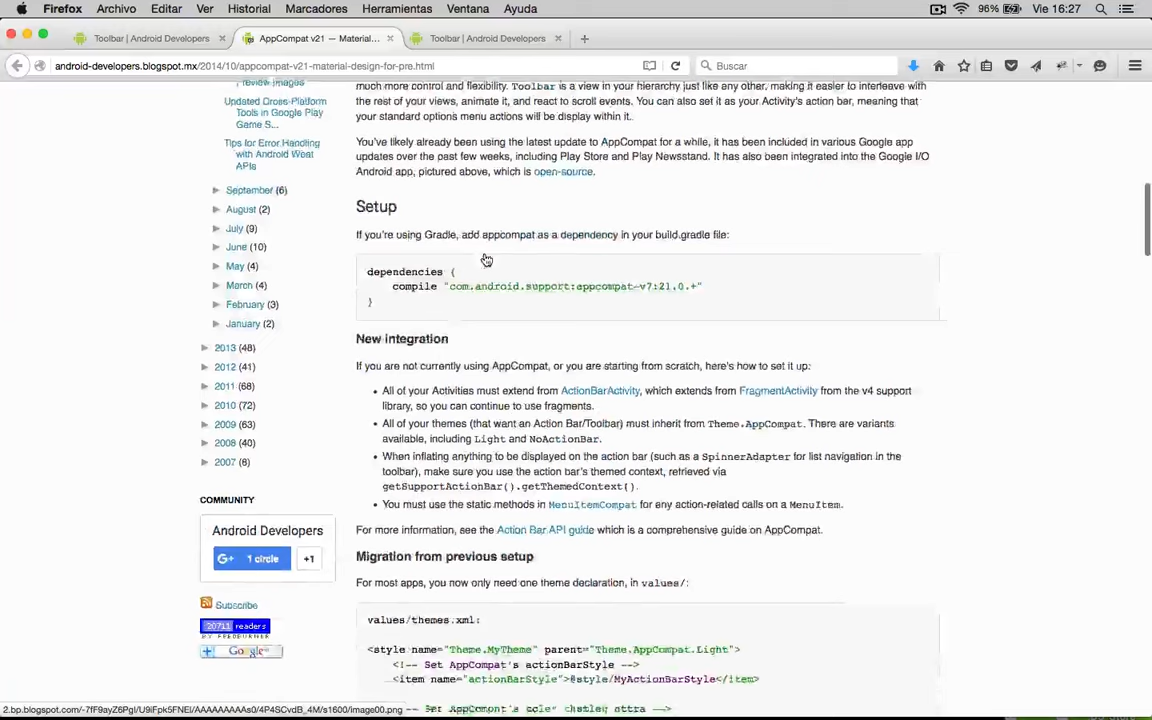 Firefox Archivo Editar Ver Historial Marcadores Herramientas Ventana Ayuda 96% Vie 16:27
Toolbar | Android Developers
AppCompat v21 — Material...
Toolbar | Android Developers
android-developers.blogspot.mx/2014/10/appcompat-v21-material-design-for-pre.html
Buscar
Preview Images
Updated Cross-Platform
Tools in Google Play
Game S...
Tips for Error Handling
with Android Wear
APIs
September (6)
August (2)
July (9)
June (10)
May (4)
March (4)
February (3)
January (2)
2013 (48)
2012 (41)
2011 (68)
2010 (72)
2009 (63)
2008 (40)
2007 (6)
COMMUNITY
Android Developers
G+ 1 circle +1
Subscribe
20711 readers
BY FEEDBURNER
+ Google
much more control and flexibility. Toolbar is a view in your hierarchy just like any other, making it easier to interleave with
the rest of your views, animate it, and react to scroll events. You can also set it as your Activity's action bar, meaning that
your standard options menu actions will be display within it.
You've likely already been using the latest update to AppCompat for a while, it has been included in various Google app
updates over the past few weeks, including Play Store and Play Newsstand. It has also been integrated into the Google I/O
Android app, pictured above, which is open-source.
Setup
If you're using Gradle, add appcompat as a dependency in your build.gradle file:
dependencies {
compile "com.android.support:appcompat-v7:21.0.+"
}
New integration
If you are not currently using AppCompat, or you are starting from scratch, here's how to set it up:
• All of your Activities must extend from ActionBarActivity, which extends from FragmentActivity from the v4 support
library, so you can continue to use fragments.
• All of your themes (that want an Action Bar/Toolbar) must inherit from Theme.AppCompat. There are variants
available, including Light and NoActionBar.
• When inflating anything to be displayed on the action bar (such as a SpinnerAdapter for list navigation in the
toolbar), make sure you use the action bar's themed context, retrieved via
getSupportActionBar().getThemedContext().
• You must use the static methods in MenuItemCompat for any action-related calls on a MenuItem.
For more information, see the Action Bar API guide which is a comprehensive guide on AppCompat.
Migration from previous setup
For most apps, you now only need one theme declaration, in values/:
values/themes.xml:
<style name="Theme.MyTheme" parent="Theme.AppCompat.Light">
<!-- Set AppCompat's actionBarStyle -->
<item name="actionBarStyle">@style/MyActionBarStyle</item>
<!-- Set AppCompat's color